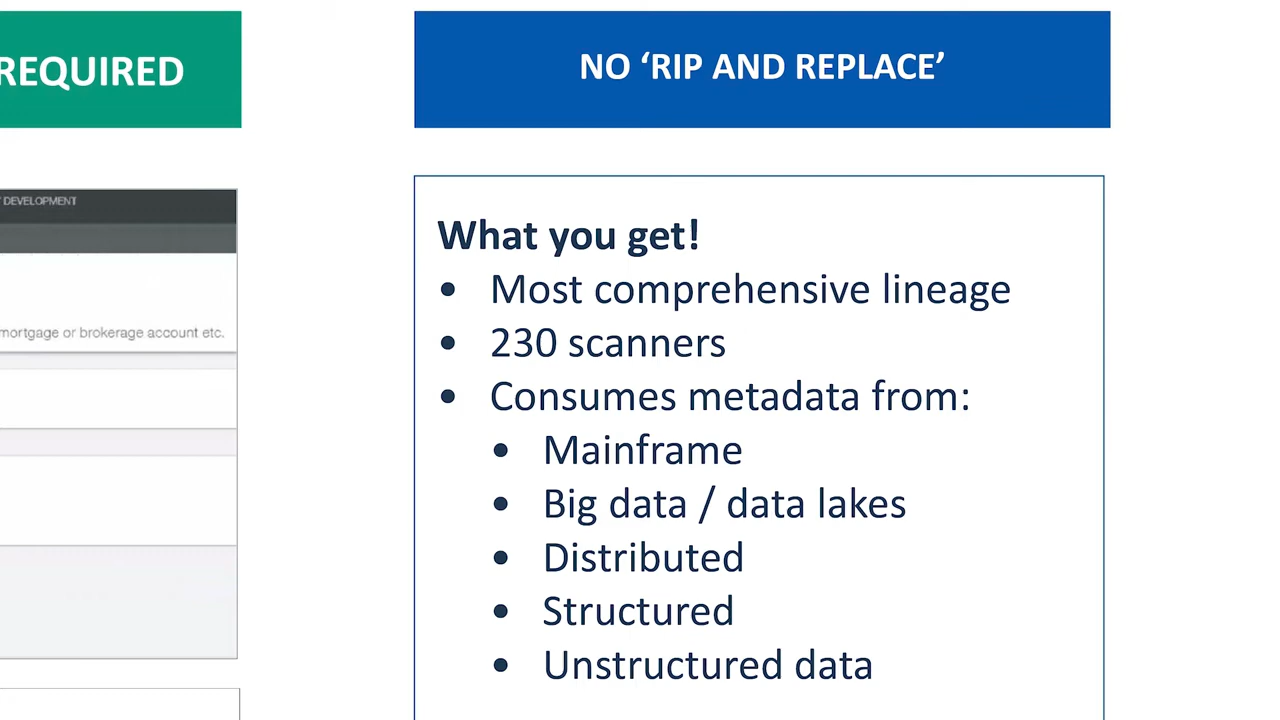 REQUIRED
NO ‘RIP AND REPLACE’
DEVELOPMENT
mortgage or brokerage account etc.
What you get!
• Most comprehensive lineage
• 230 scanners
• Consumes metadata from:
• Mainframe
• Big data / data lakes
• Distributed
• Structured
• Unstructured data